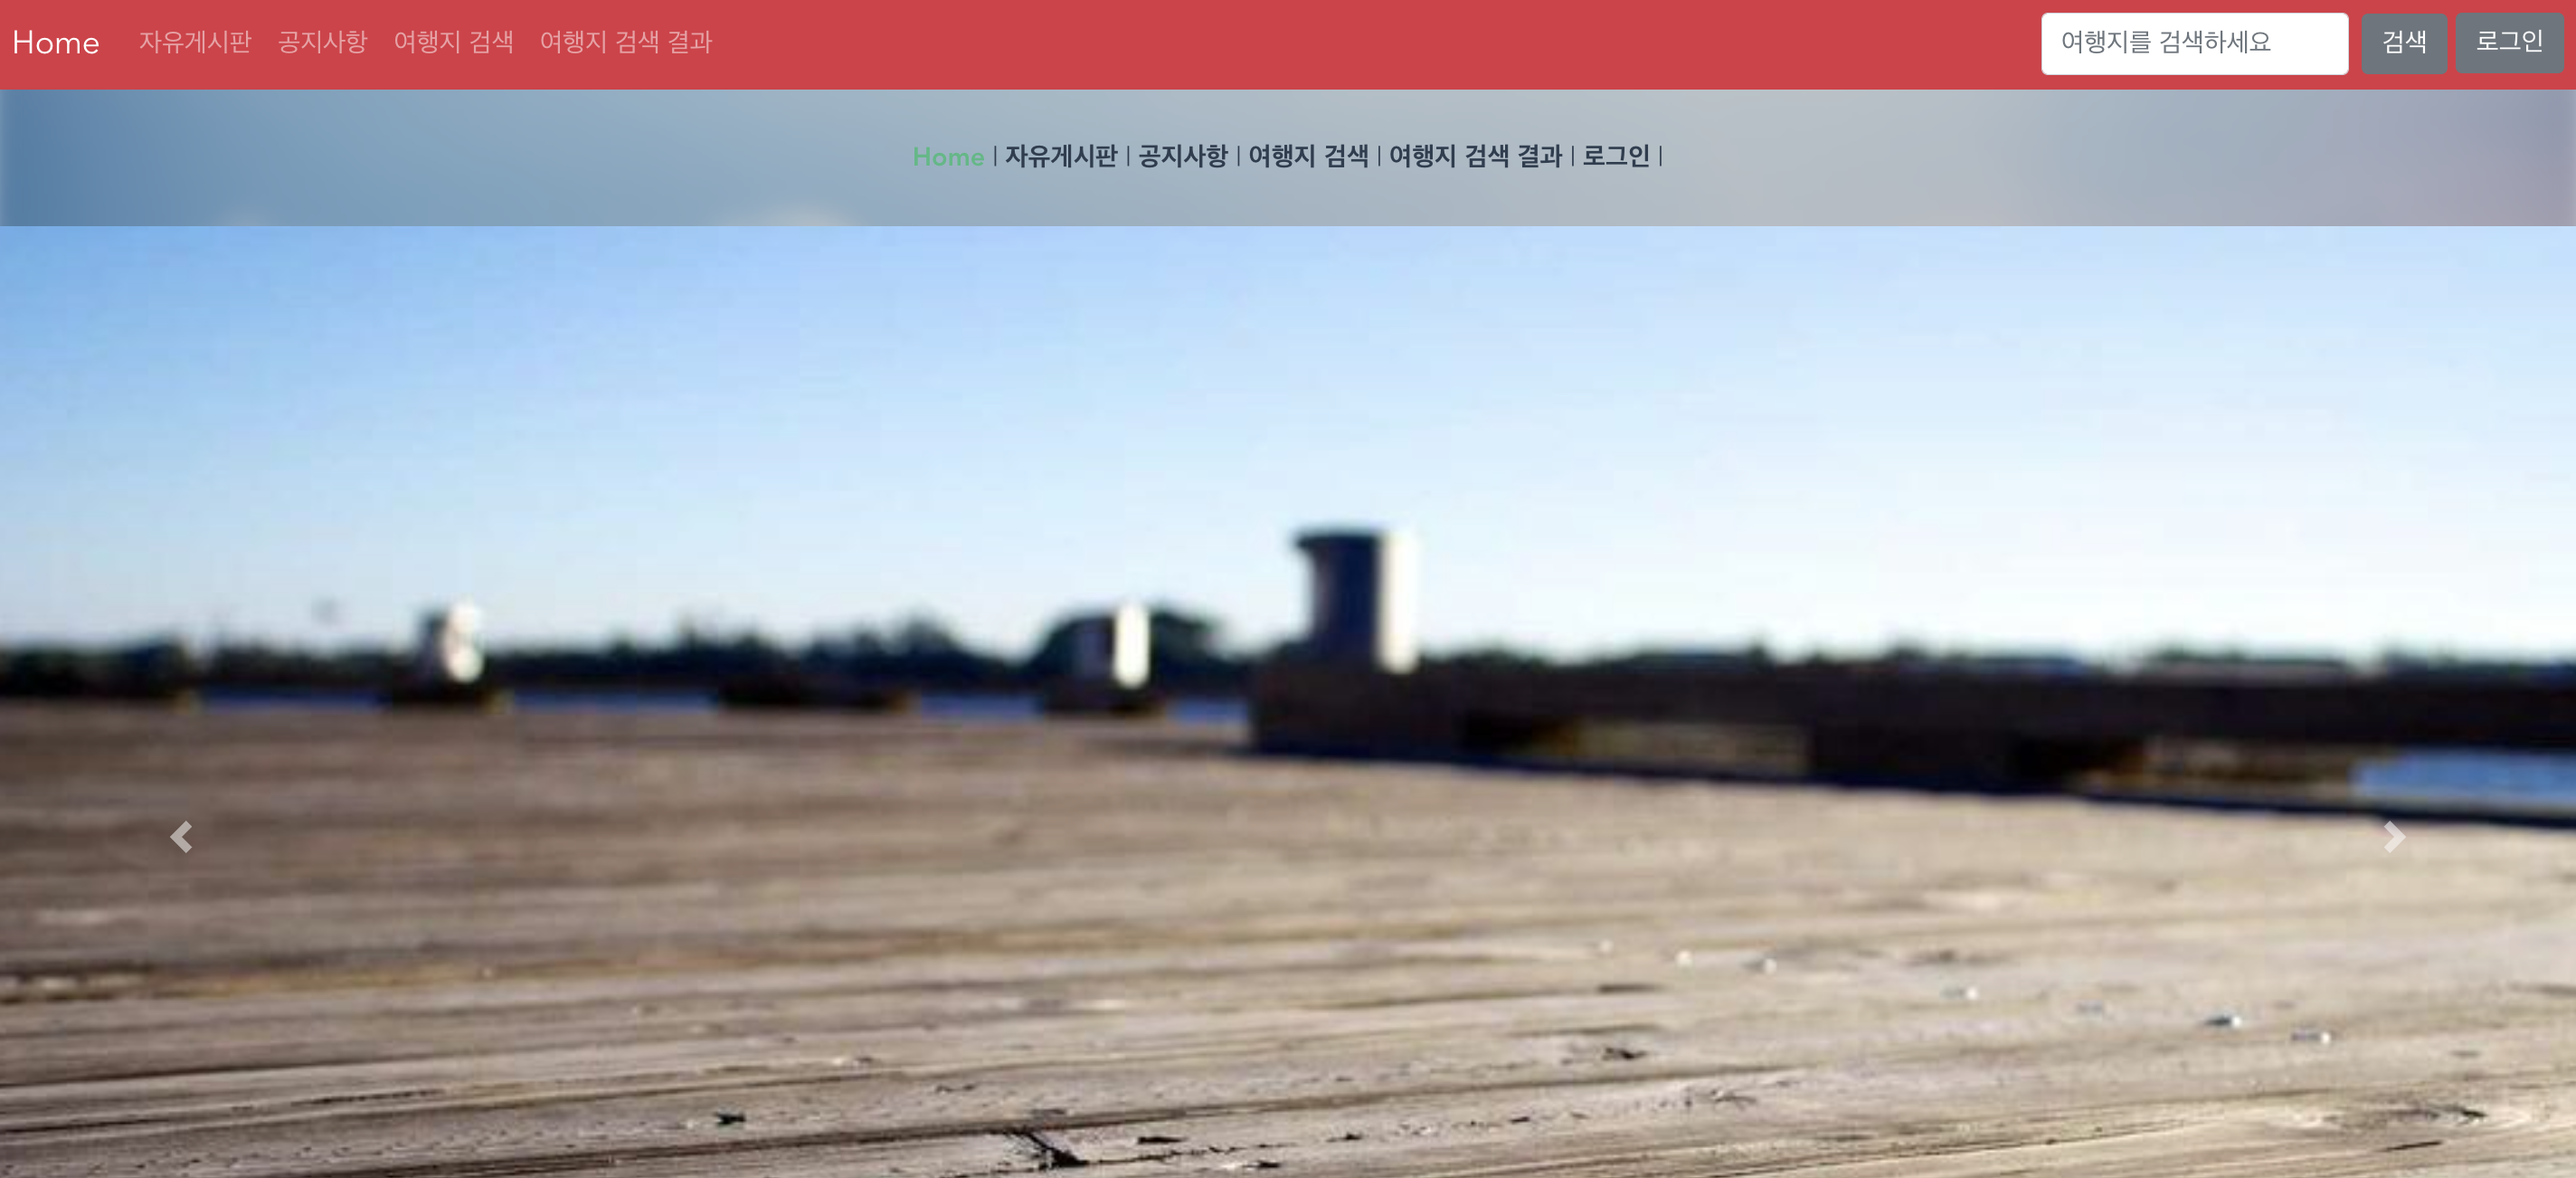 Home 자유게시판 공지사항 여행지 검색 여행지 검색 결과 여행지를 검색하세요 검색 로그인
Home | 자유게시판 | 공지사항 | 여행지 검색 | 여행지 검색 결과 | 로그인 |